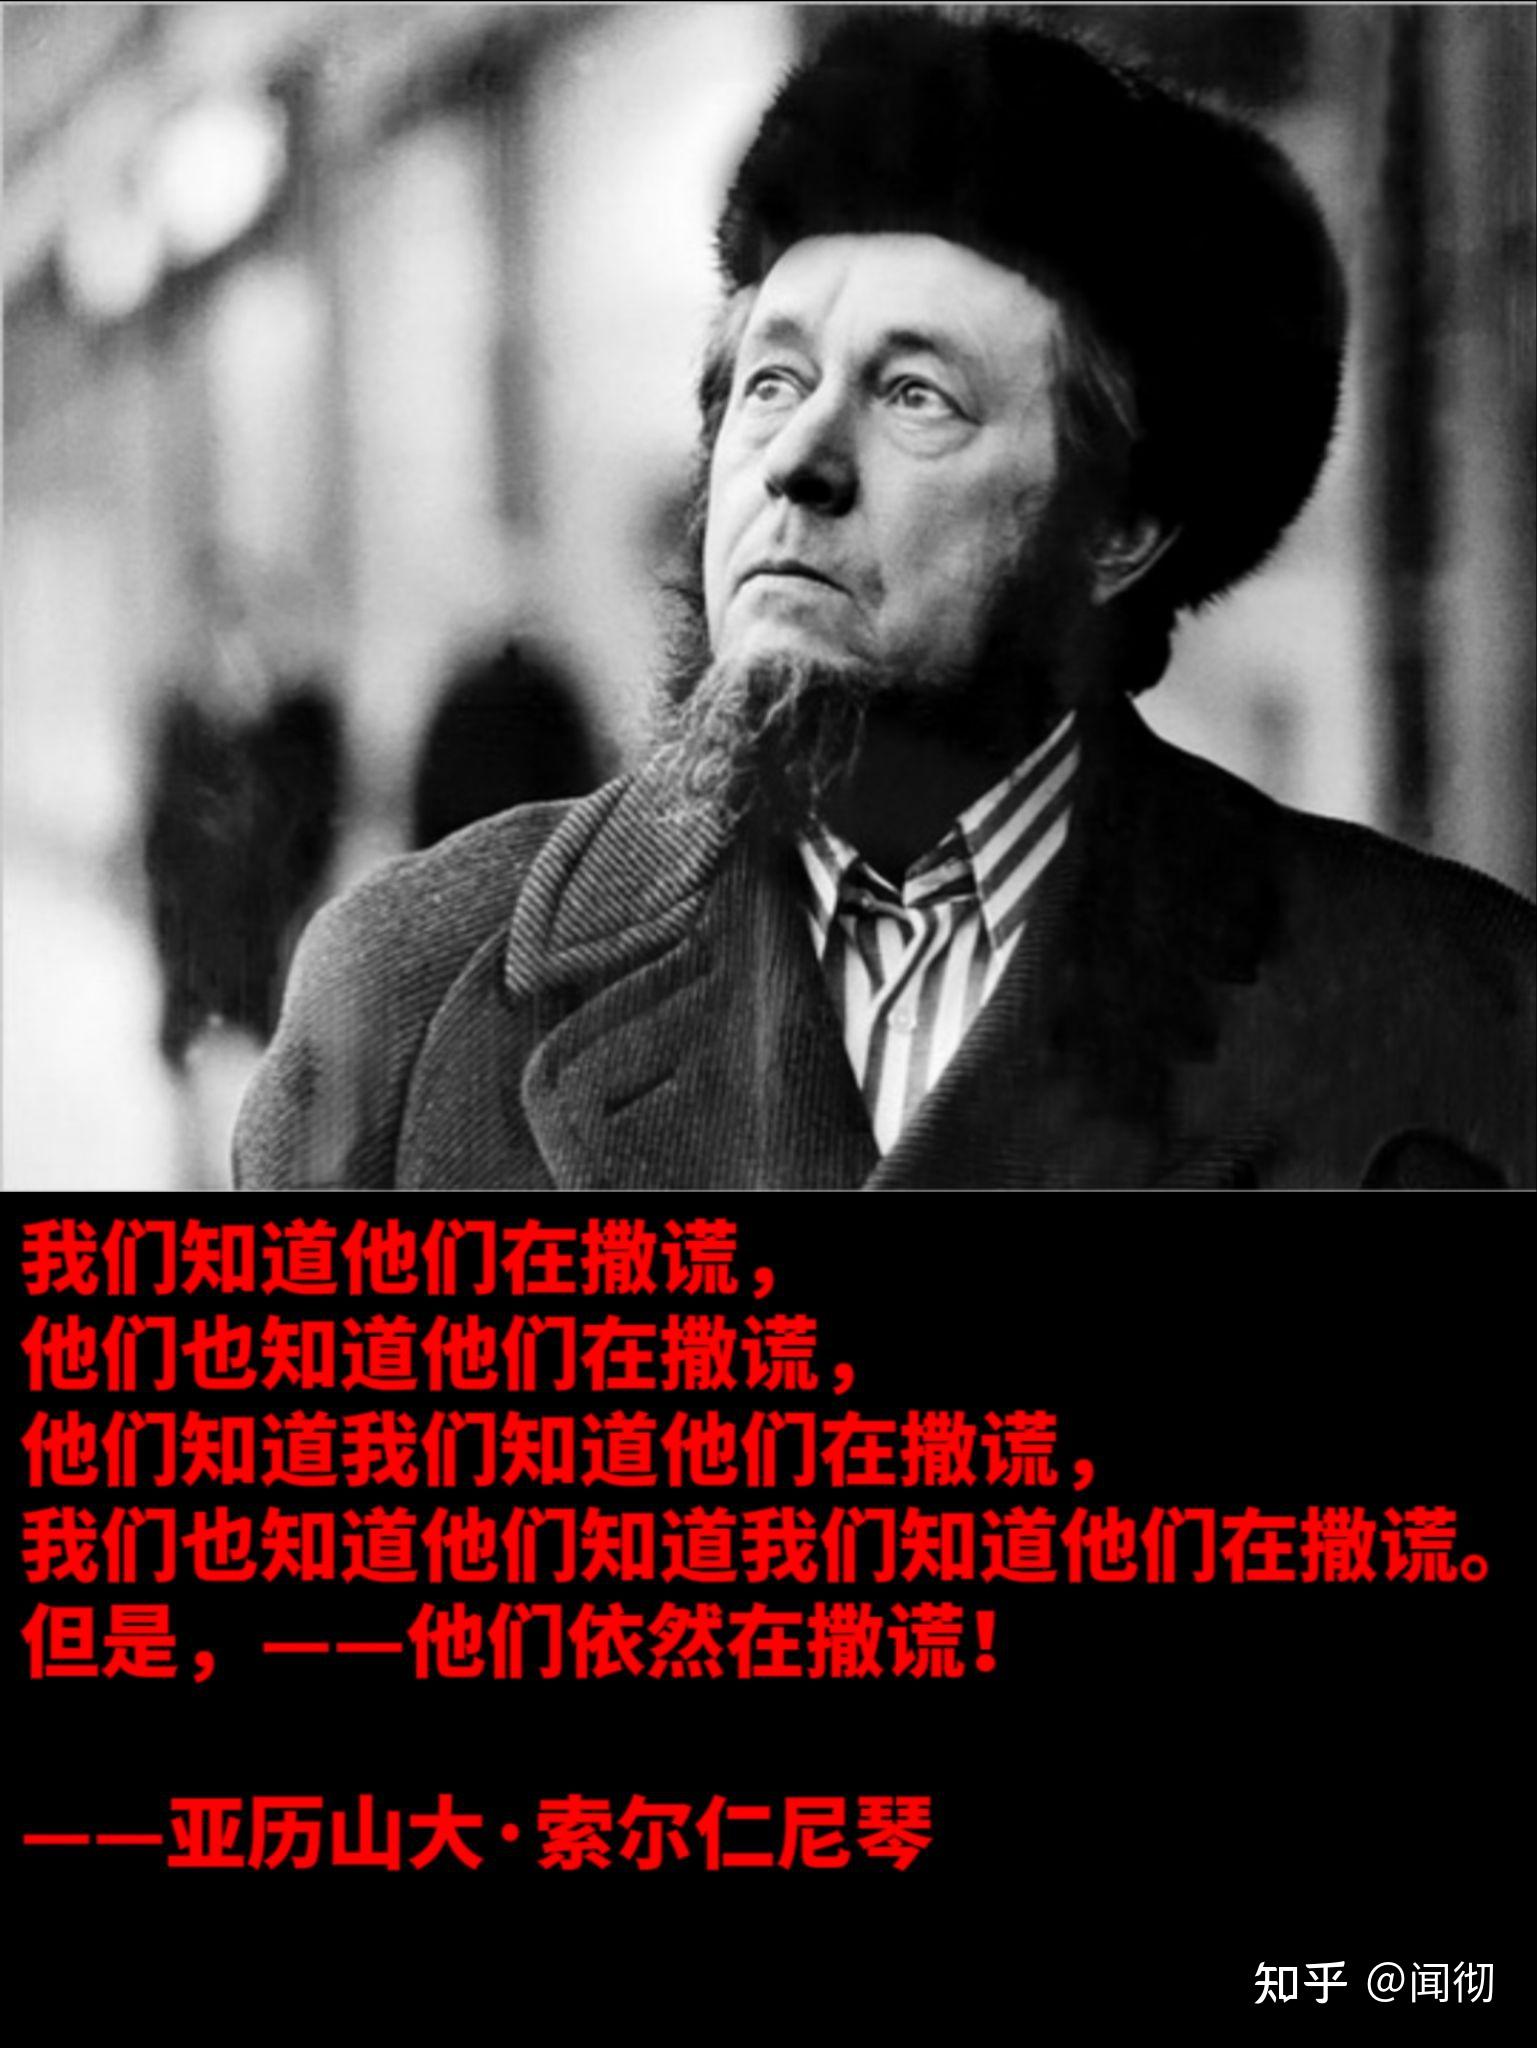 我们知道他们在撒谎，
他们也知道他们在撒谎，
他们知道我们知道他们在撒谎，
我们也知道他们知道我们知道他们在撒谎。
但是，——他们依然在撒谎！
——亚历山大·索尔仁尼琴
知乎 @闻彻